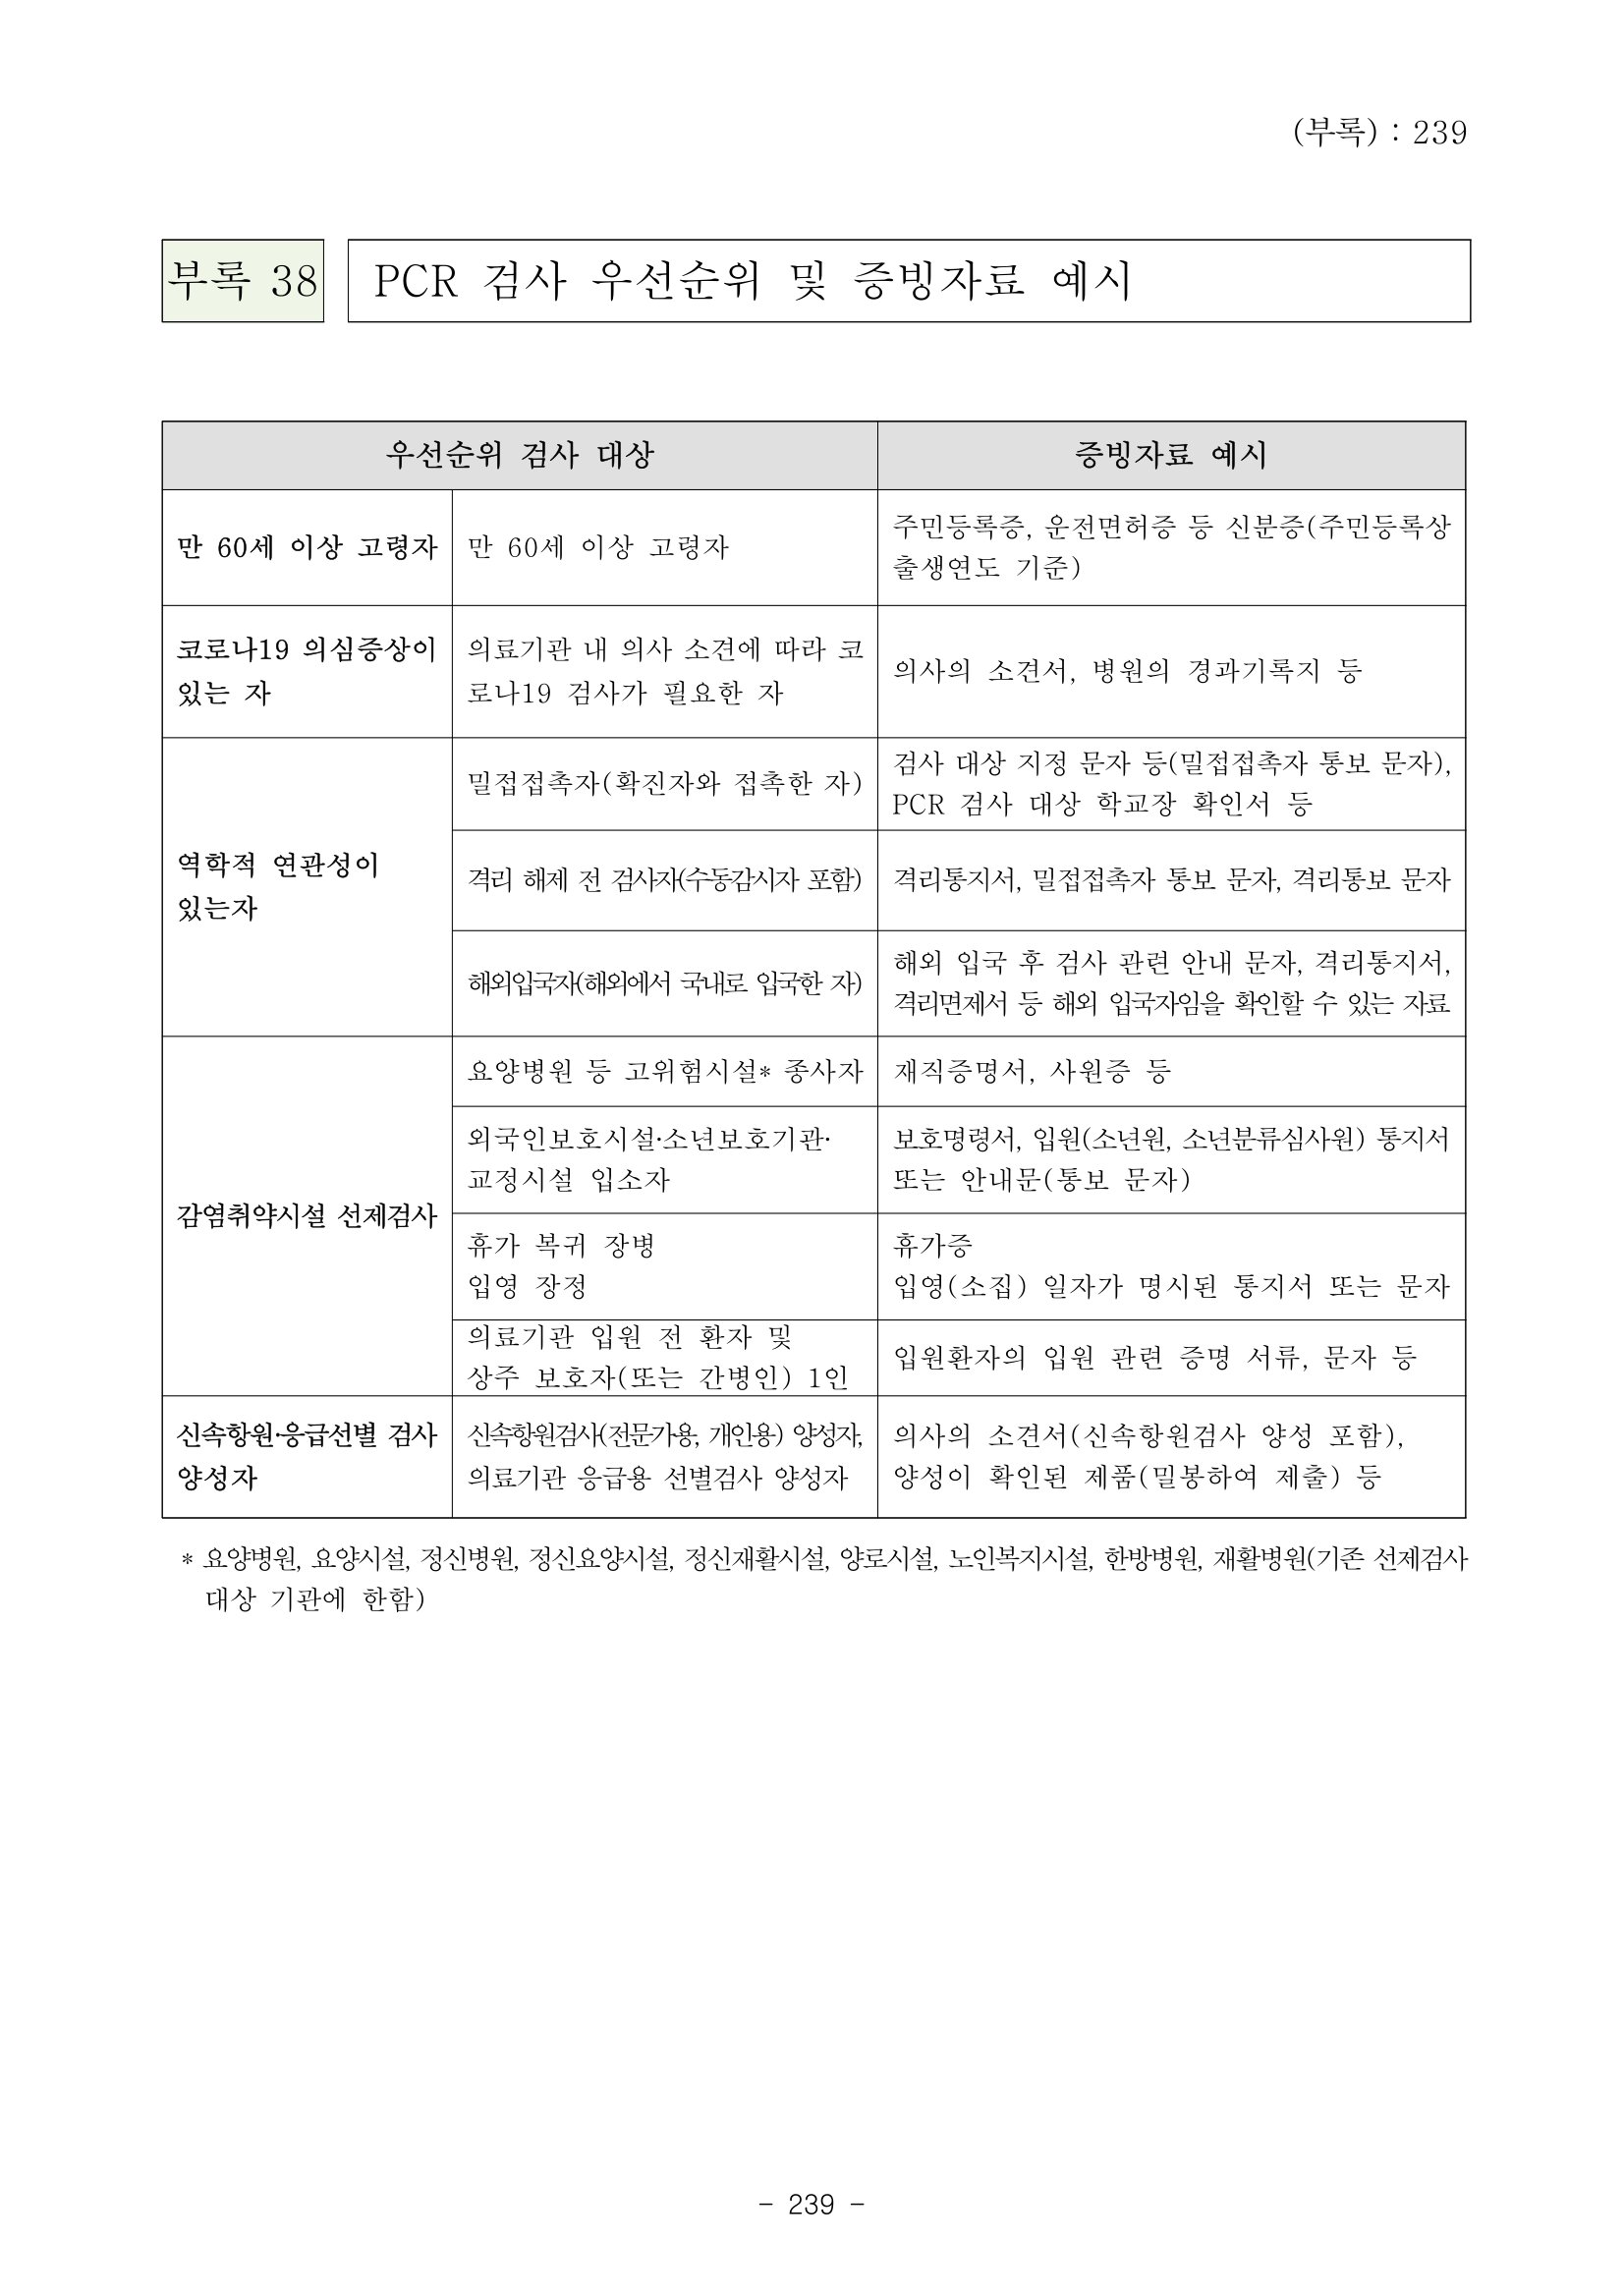 (부록) : 239
부록 38
PCR 검사 우선순위 및 증빙자료 예시
우선순위 검사 대상
증빙자료 예시
만 60세 이상 고령자
만 60세 이상 고령자
주민등록증, 운전면허증 등 신분증(주민등록상
출생연도 기준)
코로나19 의심증상이
있는 자
의료기관 내 의사 소견에 따라 코
로나19 검사가 필요한 자
의사의 소견서, 병원의 경과기록지 등
역학적 연관성이
있는자
밀접접촉자(확진자와 접촉한 자)
검사 대상 지정 문자 등(밀접접촉자 통보 문자),
PCR 검사 대상 학교장 확인서 등
격리 해제 전 검사자(수동감시자 포함)
격리통지서, 밀접접촉자 통보 문자, 격리통보 문자
해외입국자(해외에서 국내로 입국한 자)
해외 입국 후 검사 관련 안내 문자, 격리통지서,
격리면제서 등 해외 입국자임을 확인할 수 있는 자료
감염취약시설 선제검사
요양병원 등 고위험시설* 종사자
재직증명서, 사원증 등
외국인보호시설·소년보호기관·
교정시설 입소자
보호명령서, 입원(소년원, 소년분류심사원) 통지서
또는 안내문(통보 문자)
휴가 복귀 장병
입영 장정
휴가증
입영(소집) 일자가 명시된 통지서 또는 문자
의료기관 입원 전 환자 및
상주 보호자(또는 간병인) 1인
입원환자의 입원 관련 증명 서류, 문자 등
신속항원·응급선별 검사
양성자
신속항원검사(전문가용, 개인용) 양성자,
의료기관 응급용 선별검사 양성자
의사의 소견서(신속항원검사 양성 포함),
양성이 확인된 제품(밀봉하여 제출) 등
* 요양병원, 요양시설, 정신병원, 정신요양시설, 정신재활시설, 양로시설, 노인복지시설, 한방병원, 재활병원(기존 선제검사
대상 기관에 한함)
- 239 -